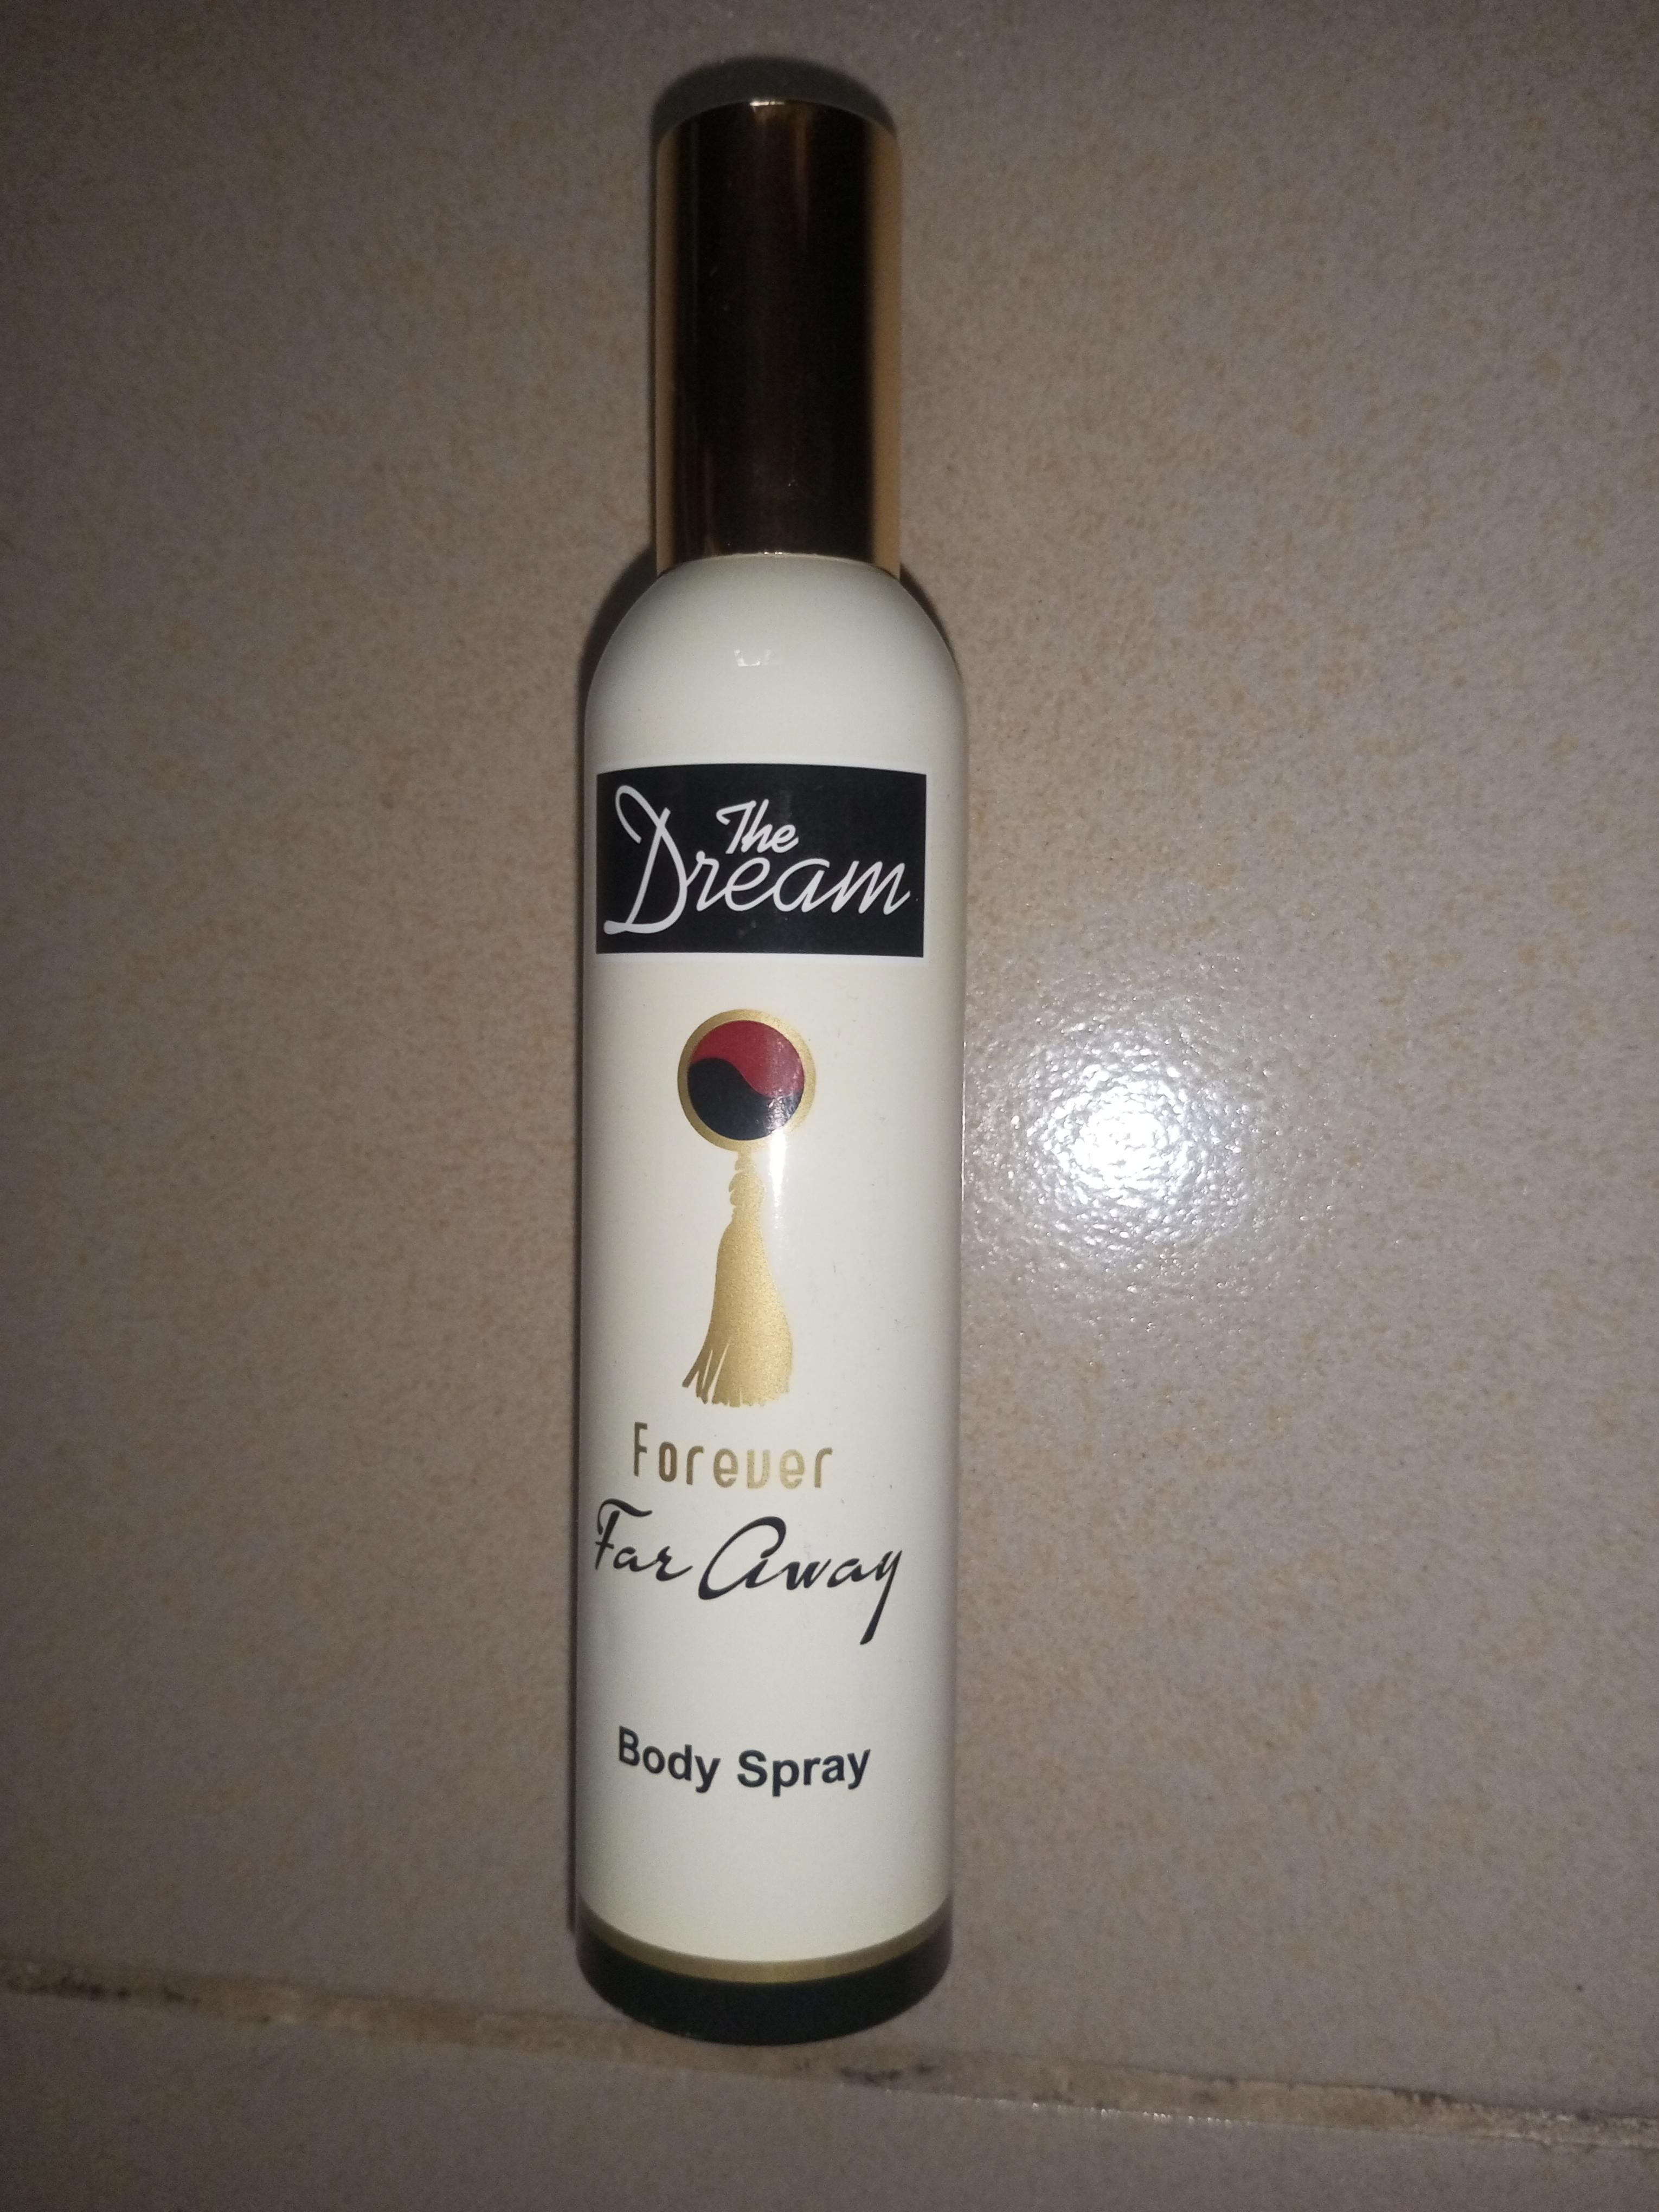 The
Dream
Forever
Far Away
Body Spray